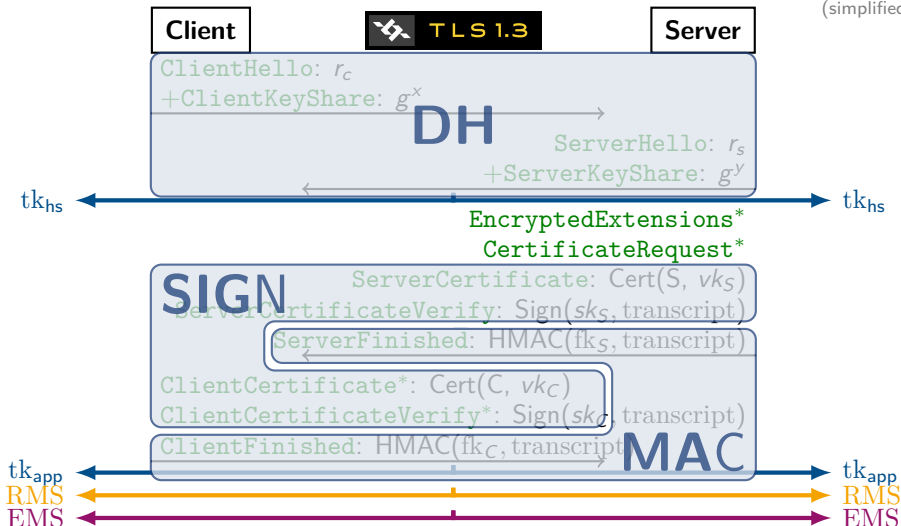 (simplified
Client TLS 1.3 Server
ClientHello: r_c
+ClientKeyShare: g^x
DH
ServerHello: r_s
+ServerKeyShare: g^y
tk_hs tk_hs
EncryptedExtensions*
CertificateRequest*
SIGN
ServerCertificate: Cert(S, vk_S)
ServerCertificateVerify: Sign(sk_S, transcript)
ServerFinished: HMAC(fk_S, transcript)
ClientCertificate*: Cert(C, vk_C)
ClientCertificateVerify*: Sign(sk_C, transcript)
ClientFinished: HMAC(fk_C, transcript)
MAC
tk_app tk_app
RMS RMS
EMS EMS